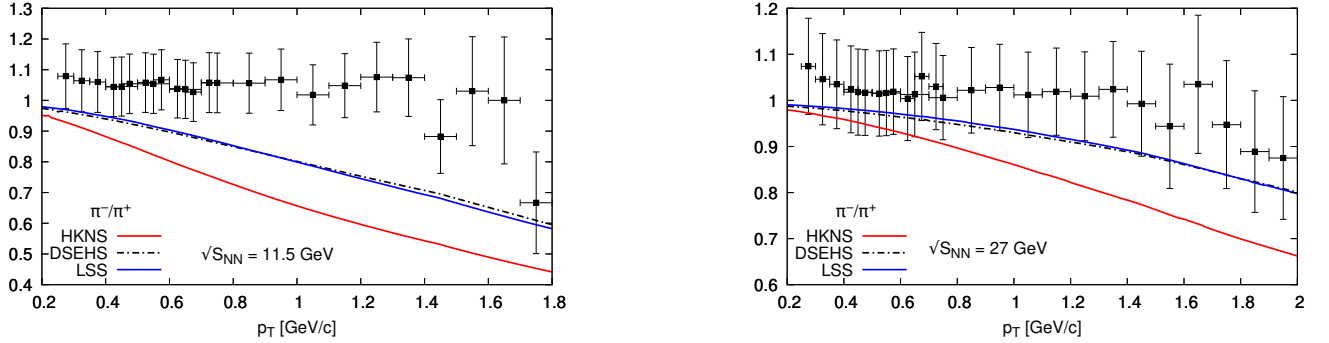 1.3
1.2
1.1
1
0.9
0.8
0.7
0.6
0.5
0.4
π⁻/π⁺
HKNS
DSEHS
LSS
√S_NN = 11.5 GeV
0.2 0.4 0.6 0.8 1 1.2 1.4 1.6 1.8
p_T [GeV/c]
1.2
1.1
1
0.9
0.8
0.7
0.6
π⁻/π⁺
HKNS
DSEHS
LSS
√S_NN = 27 GeV
0.2 0.4 0.6 0.8 1 1.2 1.4 1.6 1.8 2
p_T [GeV/c]